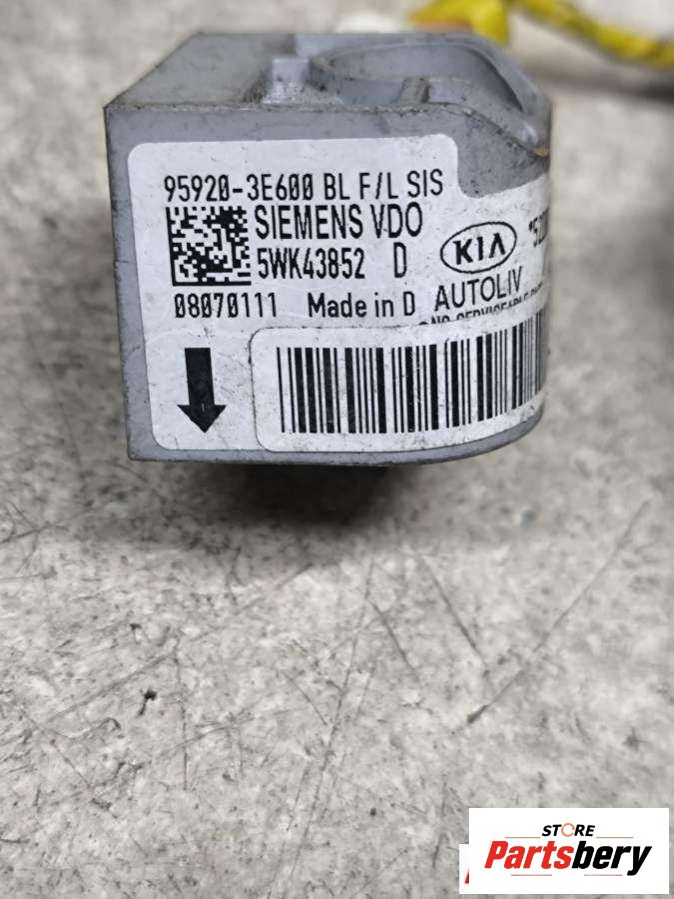 95920-3E600 BL F/L SIS
SIEMENS VDO
5WK43852 D
KIA
08070111 Made in D AUTOLIV
STORE
Partsbery